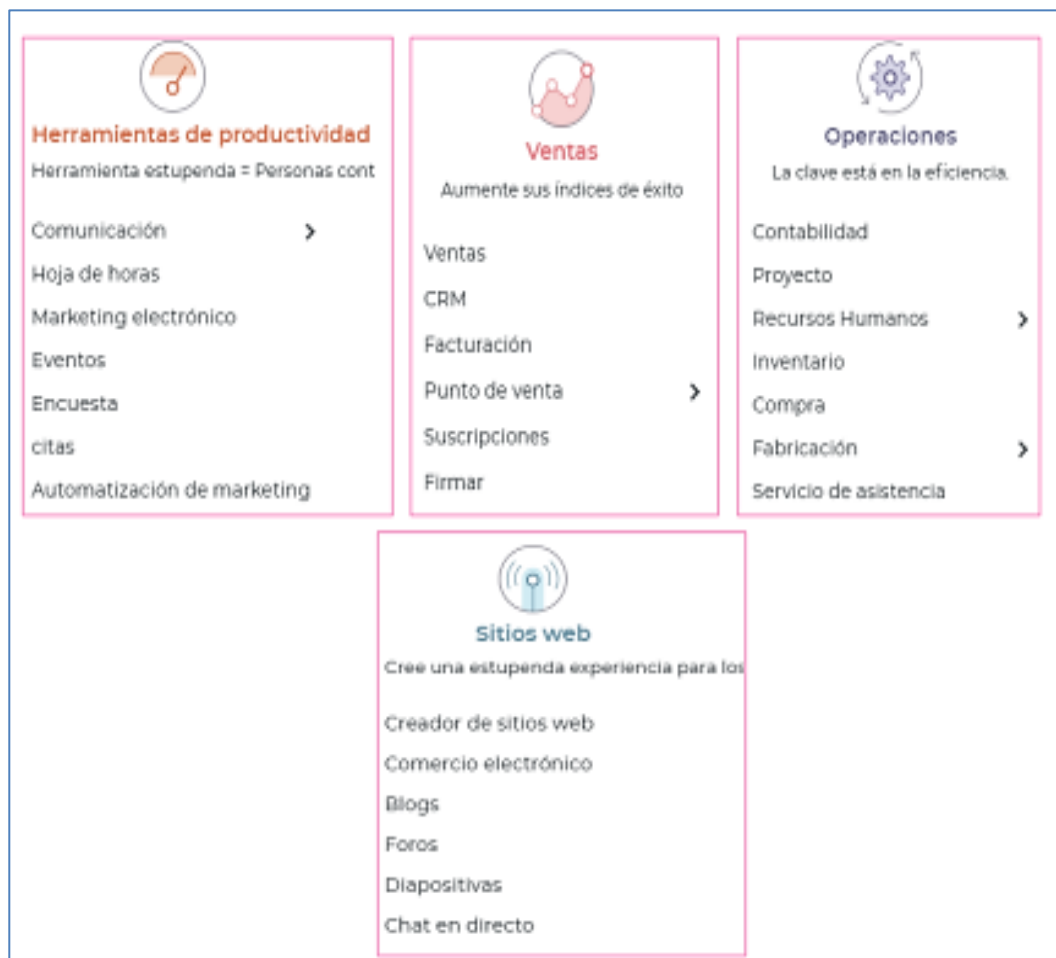 Herramientas de productividad
Herramienta estupenda = Personas cont
Comunicación
Hoja de horas
Marketing electrónico
Eventos
Encuesta
citas
Automatización de marketing
Ventas
Aumente sus índices de éxito
Ventas
CRM
Facturación
Punto de venta
Suscripciones
Firmar
Operaciones
La clave está en la eficiencia.
Contabilidad
Proyecto
Recursos Humanos
Inventario
Compra
Fabricación
Servicio de asistencia
Sitios web
Cree una estupenda experiencia para los
Creador de sitios web
Comercio electrónico
Blogs
Foros
Diapositivas
Chat en directo